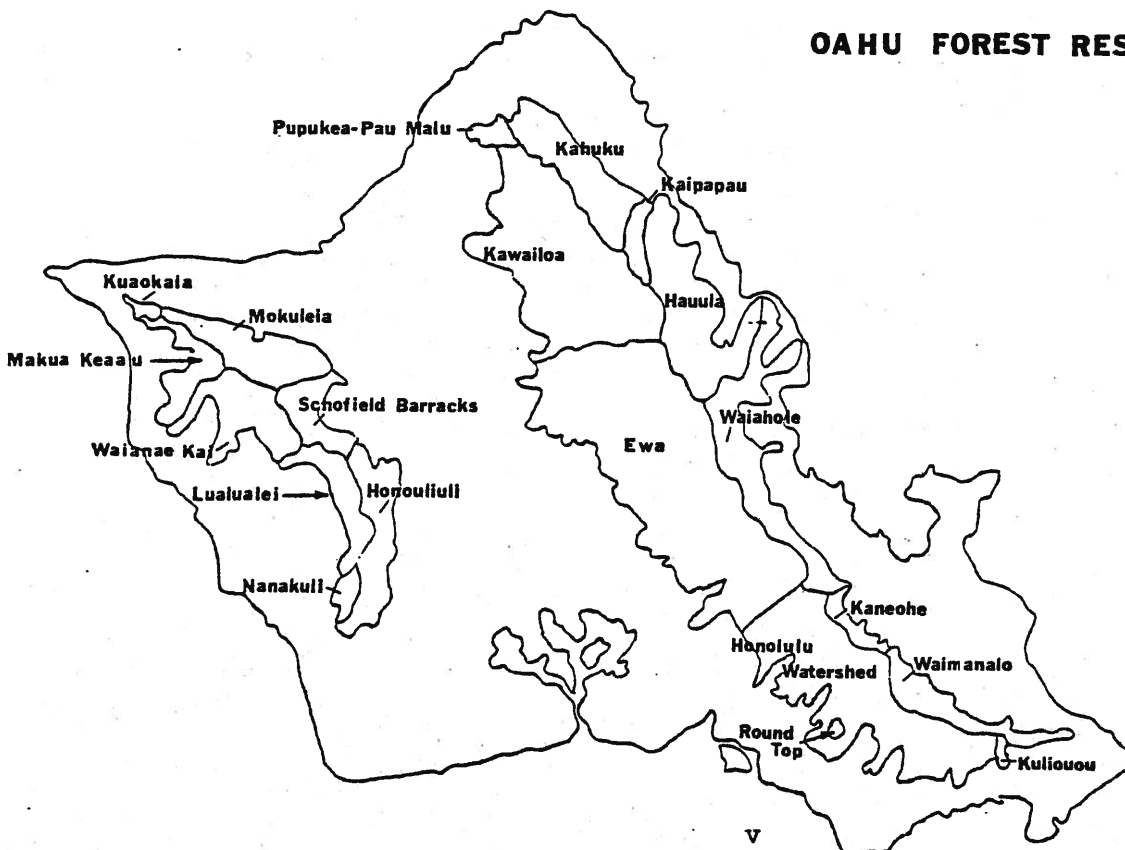 OAHU FOREST RES
Pupukea-Pau Malu
Kahuku
Kaipapau
Kawailoa
Kuaokala
Hauula
Mokuleia
Makua Keaau
Schofield Barracks
Waiahole
Waianae Kai
Ewa
Lualualei
Honouliuli
Nanakuli
Kaneohe
Honolulu
Watershed
Waimanalo
Round
Top
Kuliouou
V